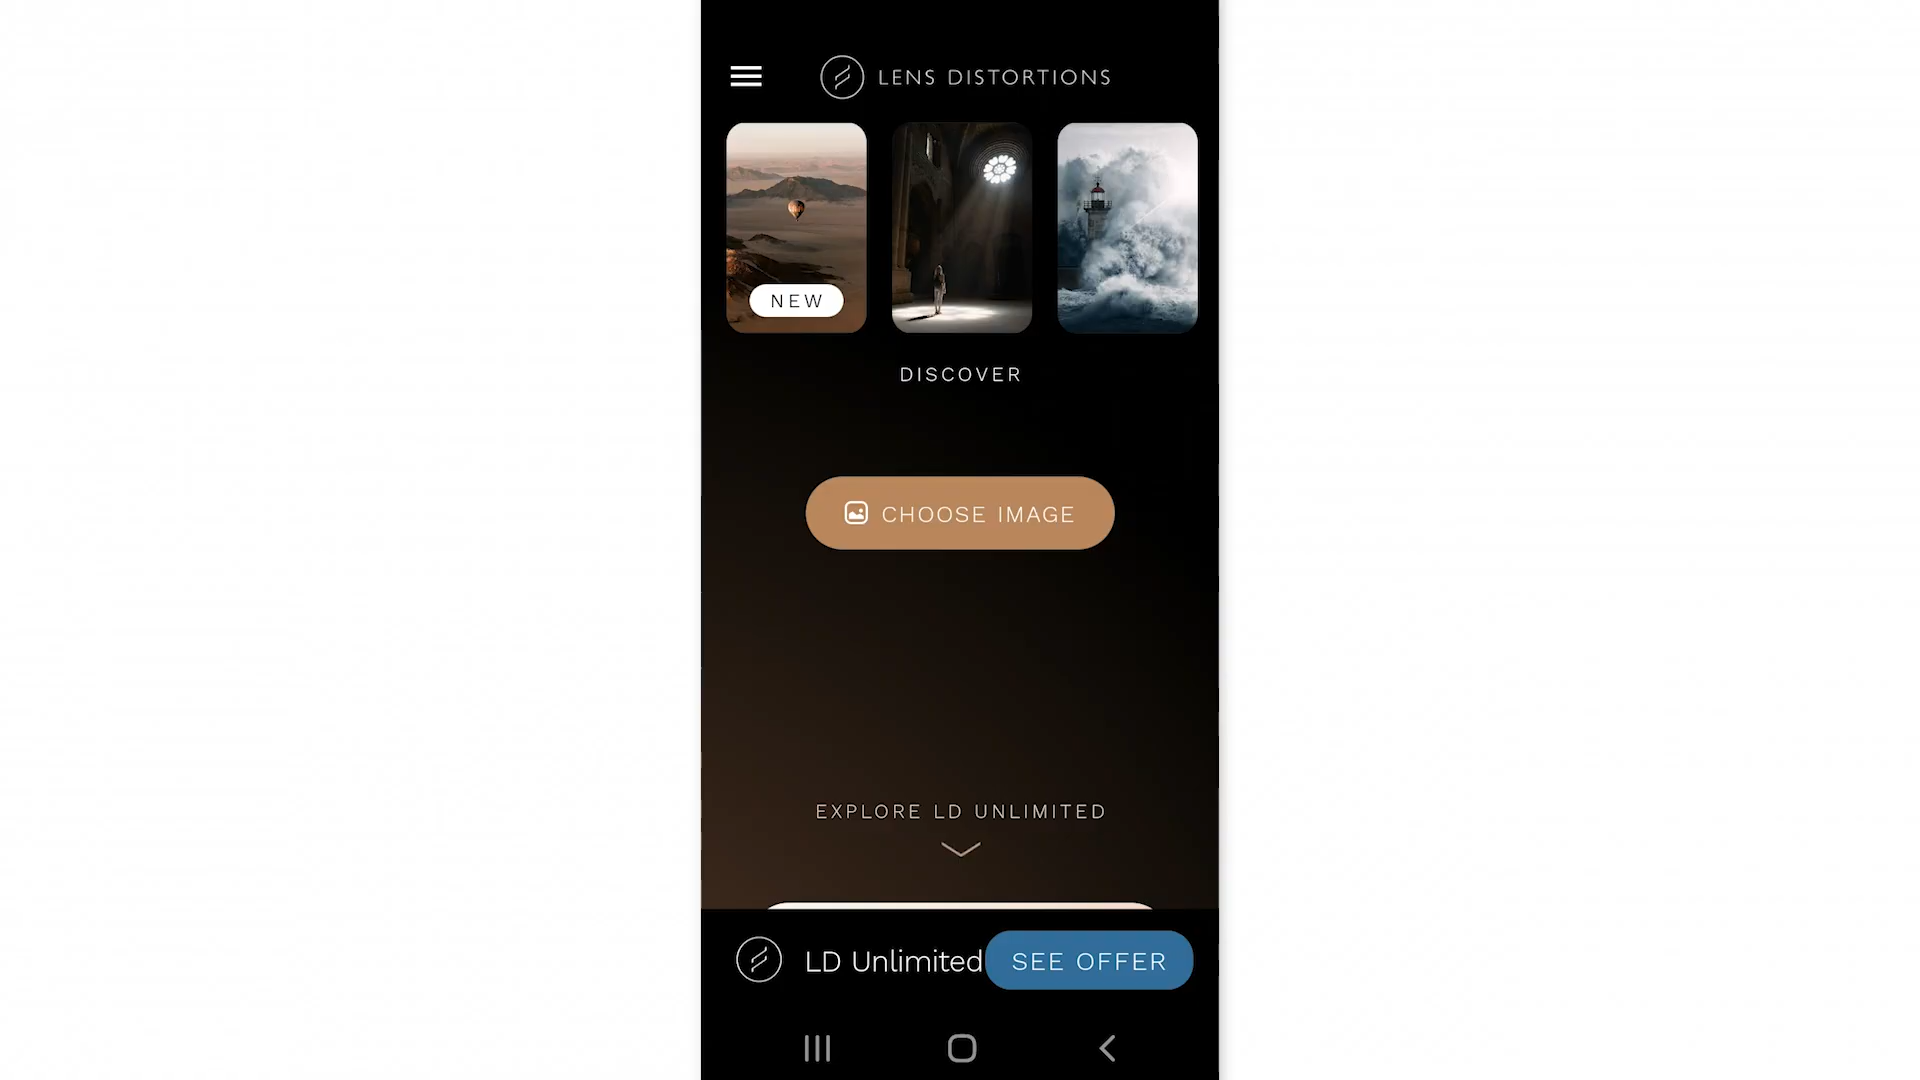 LENS DISTORTIONS
NEW
DISCOVER
CHOOSE IMAGE
EXPLORE LD UNLIMITED
LD Unlimited
SEE OFFER